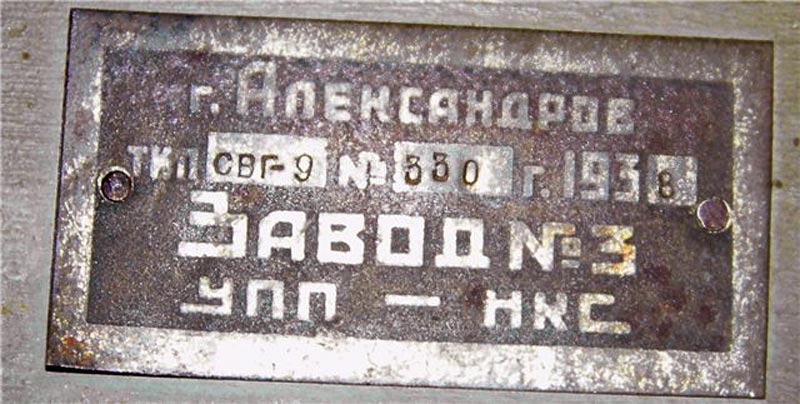 г. Александров
тип СВГ-9 № 330 г. 1938
Завод № 3
УПП — НКС